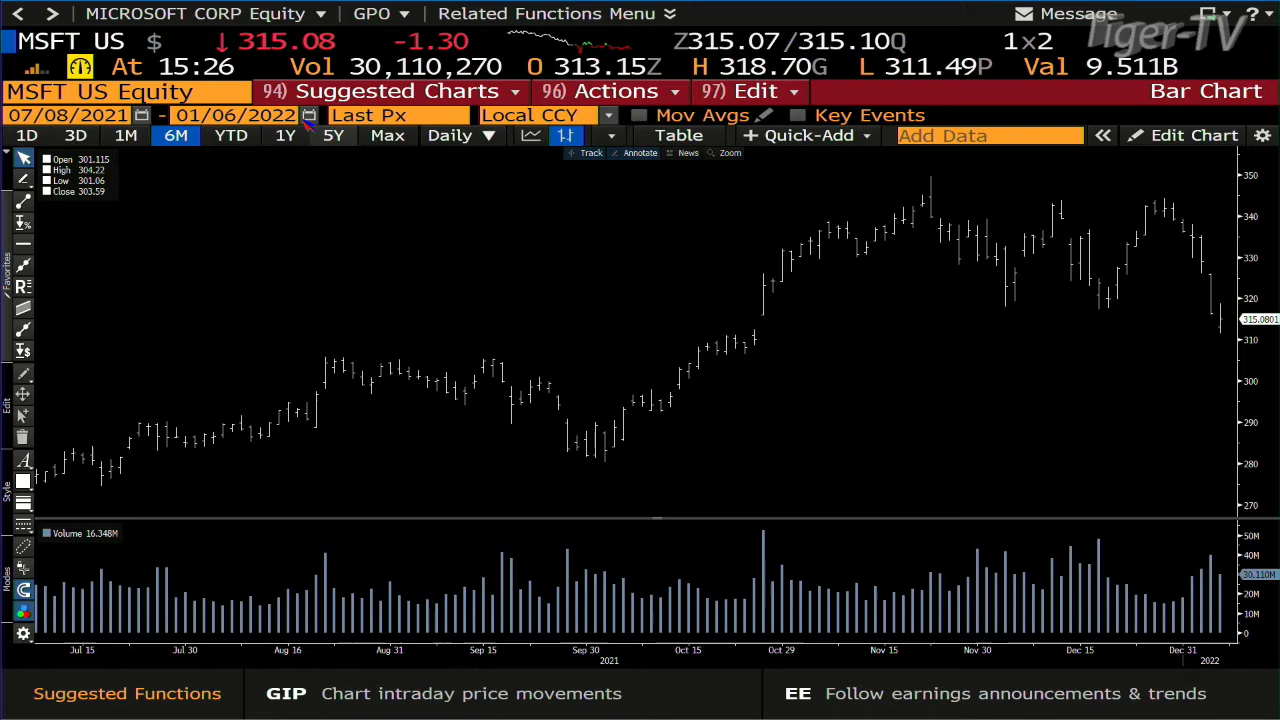 MICROSOFT CORP Equity GPO Related Functions Menu Message ?
Tiger-TV
MSFT US $ ↓315.08 -1.30 Z315.07/315.10Q 1x2
At 15:26 Vol 30,110,270 O 313.15Z H 318.70G L 311.49P Val 9.511B
MSFT US Equity 94) Suggested Charts 96) Actions 97) Edit Bar Chart
07/08/2021 - 01/06/2022 Last Px Local CCY Mov Avgs Key Events
1D 3D 1M 6M YTD 1Y 5Y Max Daily ▼ Table + Quick-Add Add Data « Edit Chart
Track Annotate News Zoom
Open 301.115
High 304.22
Low 301.06
Close 303.59
350
340
330
320
315.0801
310
300
290
280
270
Favorites
Edit
Style
Modes
Volume 16.348M
50M
40M
30.110M
20M
10M
0
Jul 15 Jul 30 Aug 16 Aug 31 Sep 15 Sep 30 Oct 15 Oct 29 Nov 15 Nov 30 Dec 15 Dec 31
2021 2022
Suggested Functions GIP Chart intraday price movements EE Follow earnings announcements & trends